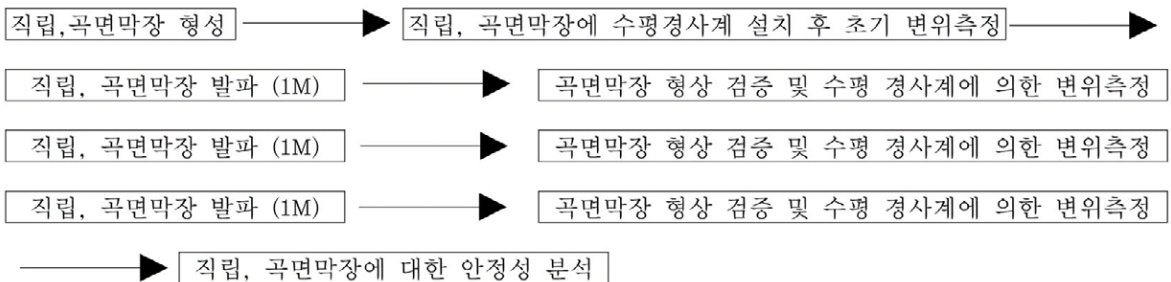 직립,곡면막장 형성 직립, 곡면막장에 수평경사계 설치 후 초기 변위측정
직립, 곡면막장 발파 (1M) 곡면막장 형상 검증 및 수평 경사계에 의한 변위측정
직립, 곡면막장 발파 (1M) 곡면막장 형상 검증 및 수평 경사계에 의한 변위측정
직립, 곡면막장 발파 (1M) 곡면막장 형상 검증 및 수평 경사계에 의한 변위측정
직립, 곡면막장에 대한 안정성 분석